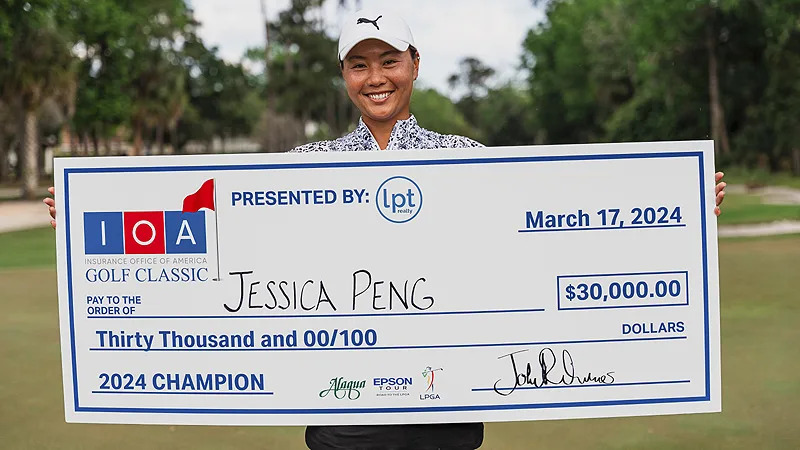 PRESENTED BY: lpt
realty
March 17, 2024
IOA
INSURANCE OFFICE OF AMERICA
GOLF CLASSIC
JESSICA PENG
PAY TO THE
ORDER OF
$30,000.00
Thirty Thousand and 00/100
DOLLARS
2024 CHAMPION
Alaqua
EPSON
TOUR
ROAD TO THE LPGA
LPGA